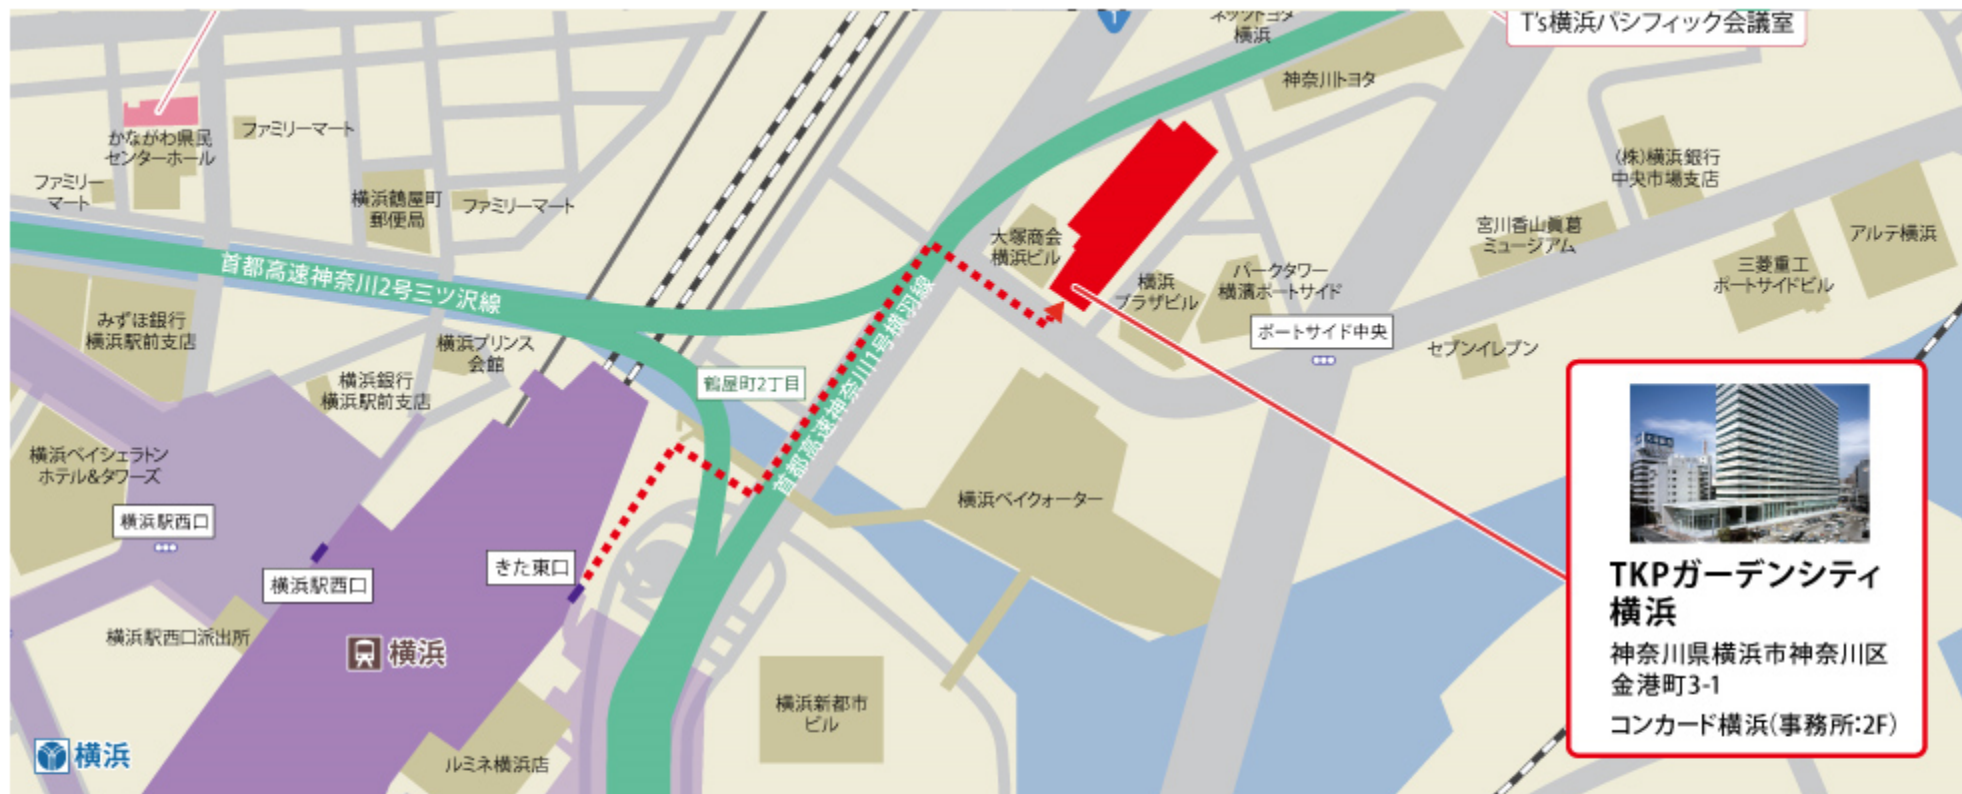 T's横浜パシフィック会議室
ネッツトヨタ
横浜
神奈川トヨタ
かながわ県民
センターホール
ファミリーマート
ファミリー
マート
横浜鶴屋町
郵便局
ファミリーマート
(株)横浜銀行
中央市場支店
宮川香山眞葛
ミュージアム
アルテ横浜
三菱重工
ポートサイドビル
大塚商会
横浜ビル
横浜
プラザビル
パークタワー
横濱ポートサイド
ポートサイド中央
セブンイレブン
首都高速神奈川2号三ツ沢線
首都高速神奈川1号横羽線
みずほ銀行
横浜駅前支店
横浜プリンス
会館
横浜銀行
横浜駅前支店
鶴屋町2丁目
横浜ベイシェラトン
ホテル&タワーズ
横浜駅西口
横浜駅西口
きた東口
横浜ベイクォーター
横浜駅西口派出所
横浜
横浜
ルミネ横浜店
横浜新都市
ビル
TKPガーデンシティ
横浜
神奈川県横浜市神奈川区
金港町3-1
コンカード横浜(事務所:2F)